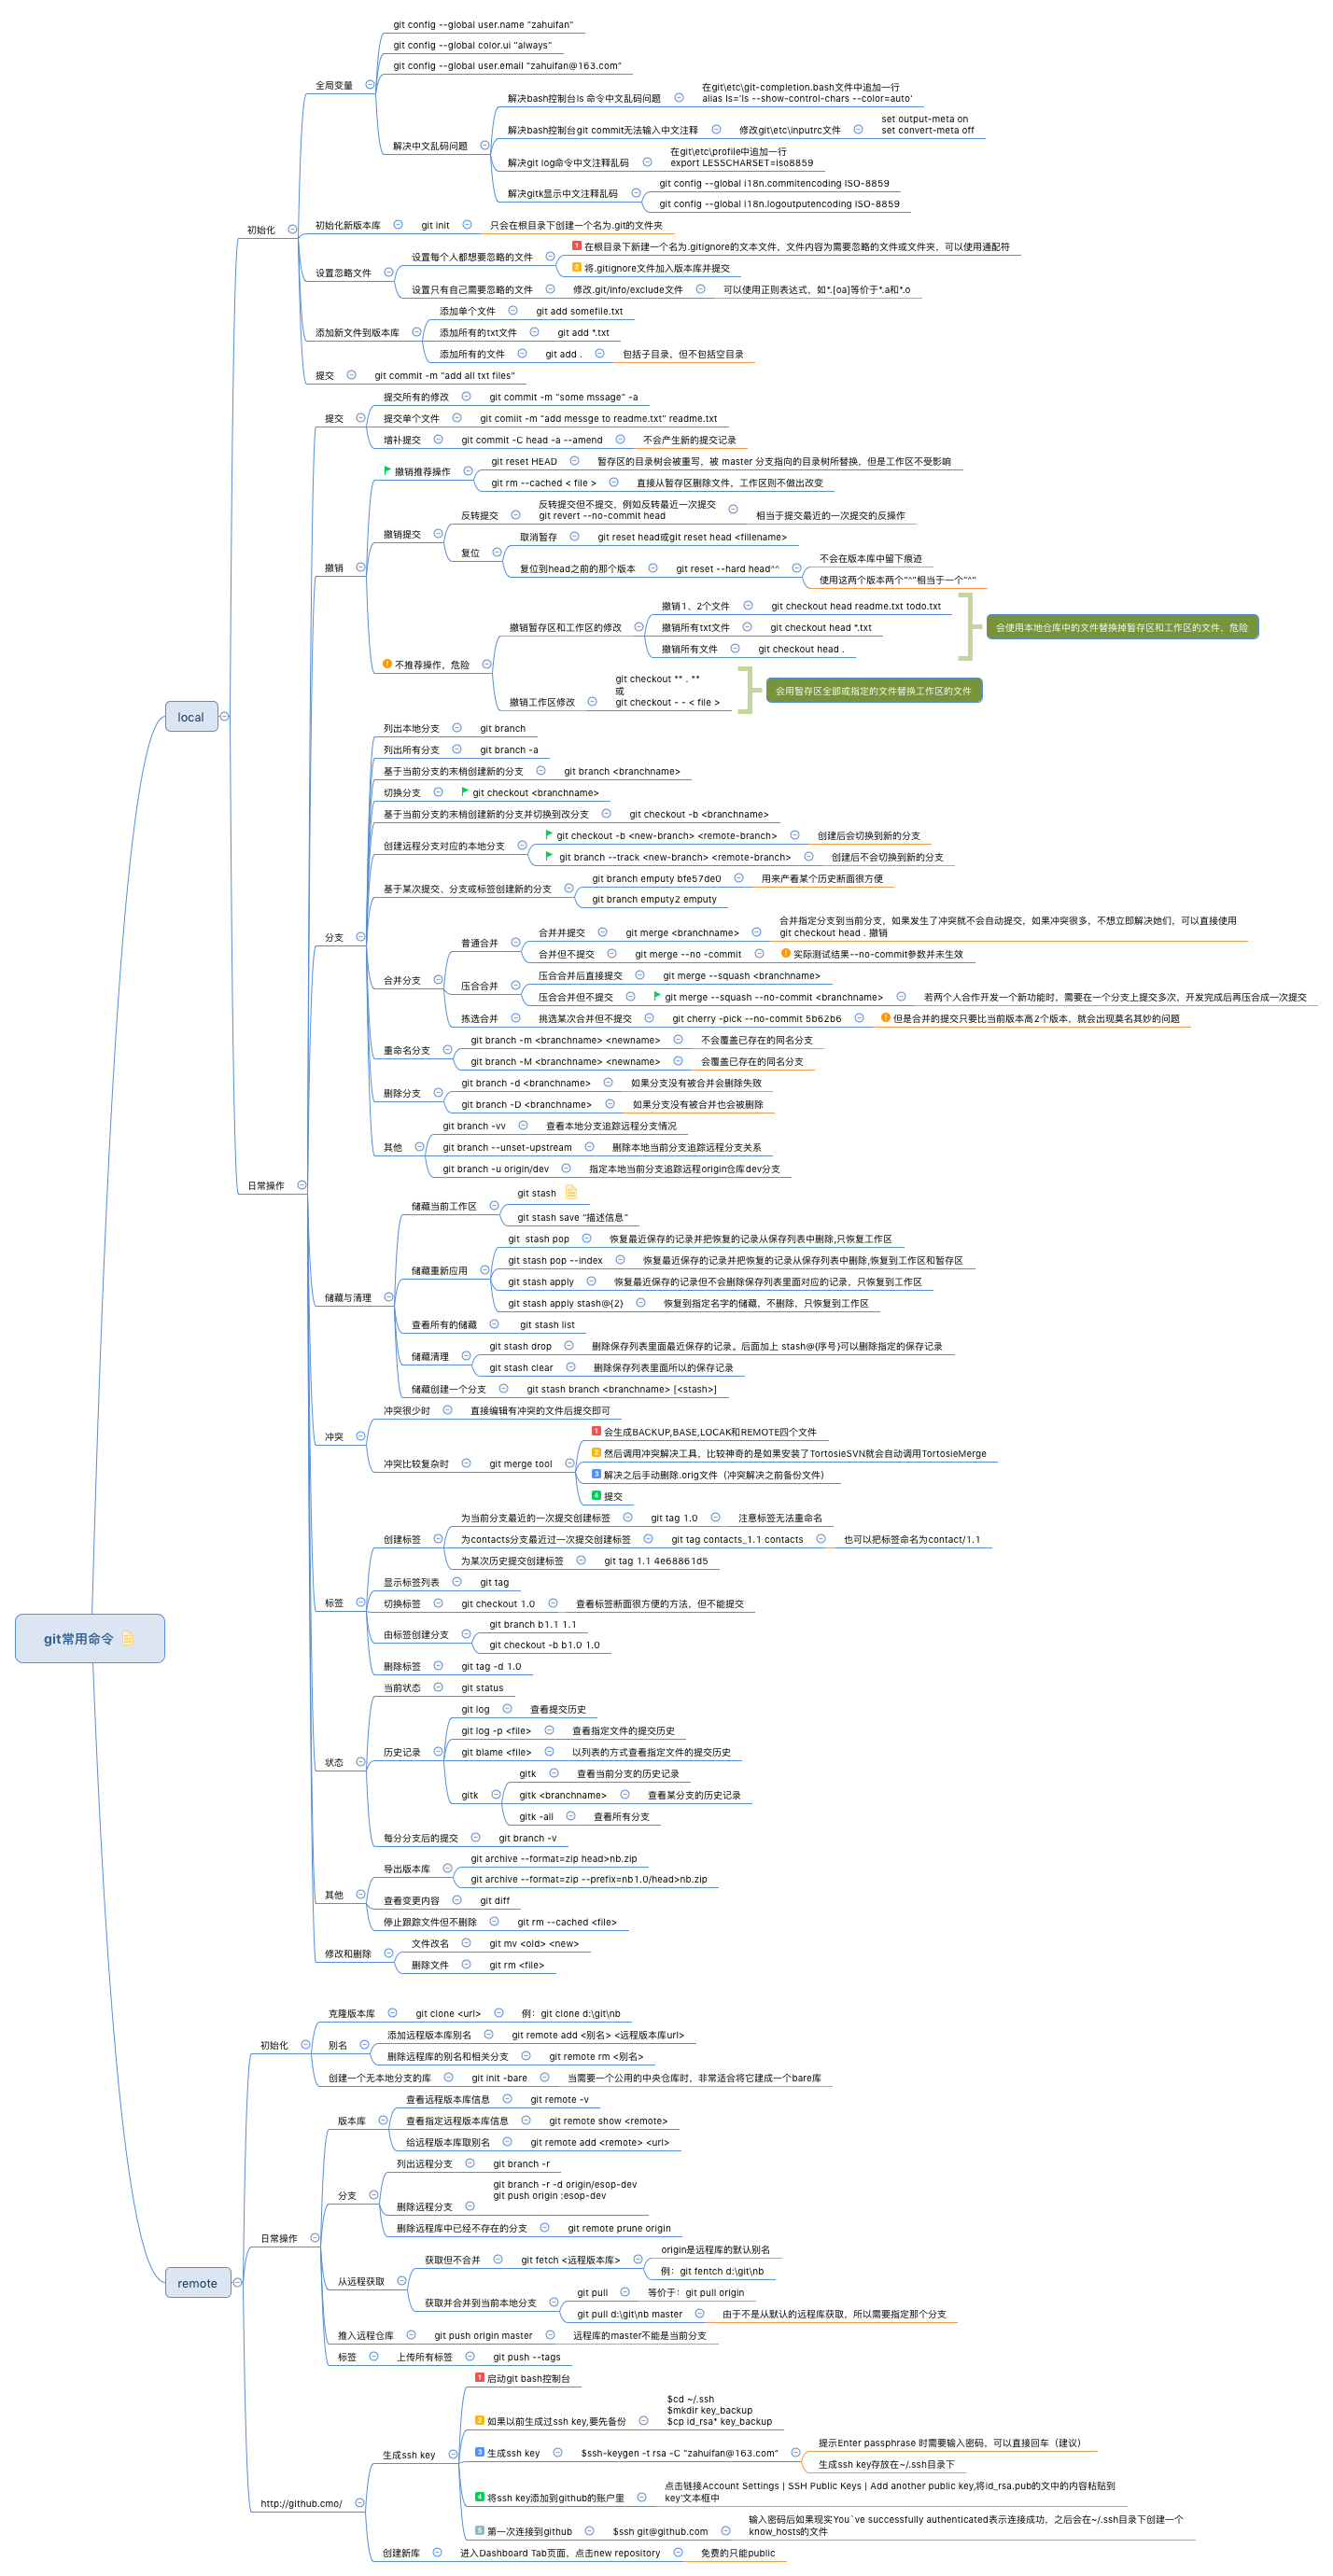 git config --global user.name "zahuifan"
git config --global color.ui "always"
git config --global user.email "zahuifan@163.com"
全局变量
解决bash控制台ls 命令中文乱码问题
在git\etc\git-completion.bash文件中追加一行
alias ls='ls --show-control-chars --color=auto'
解决bash控制台git commit无法输入中文注释
修改git\etc\inputrc文件
set output-meta on
set convert-meta off
解决中文乱码问题
解决git log命令中文注释乱码
在git\etc\profile中追加一行
export LESSCHARSET=iso8859
解决gitk显示中文注释乱码
git config --global i18n.commitencoding ISO-8859
git config --global i18n.logoutputencoding ISO-8859
初始化
初始化新版本库
git init
只会在根目录下创建一个名为.git的文件夹
设置忽略文件
设置每个人都想要忽略的文件
1 在根目录下新建一个名为.gitignore的文本文件，文件内容为需要忽略的文件或文件夹，可以使用通配符
2 将.gitignore文件加入版本库并提交
设置只有自己需要忽略的文件
修改.git/info/exclude文件
可以使用正则表达式，如*.[oa]等价于*.a和*.o
添加新文件到版本库
添加单个文件
git add somefile.txt
添加所有的txt文件
git add *.txt
添加所有的文件
git add .
包括子目录，但不包括空目录
提交
git commit -m "add all txt files"
提交
提交所有的修改
git commit -m "some mssage" -a
提交单个文件
git comiit -m "add messge to readme.txt" readme.txt
增补提交
git commit -C head -a --amend
不会产生新的提交记录
撤销
撤销推荐操作
git reset HEAD
暂存区的目录树会被重写，被 master 分支指向的目录树所替换，但是工作区不受影响
git rm --cached < file >
直接从暂存区删除文件，工作区则不做出改变
撤销提交
反转提交
反转提交但不提交，例如反转最近一次提交
git revert --no-commit head
相当于提交最近的一次提交的反操作
复位
取消暂存
git reset head或git reset head <fillename>
复位到head之前的那个版本
git reset --hard head^^
不会在版本库中留下痕迹
使用这两个版本两个"^"相当于一个"^"
! 不推荐操作，危险
撤销暂存区和工作区的修改
撤销1、2个文件
git checkout head readme.txt todo.txt
撤销所有txt文件
git checkout head *.txt
撤销所有文件
git checkout head .
会使用本地仓库中的文件替换掉暂存区和工作区的文件，危险
撤销工作区修改
git checkout ** . **
或
git checkout - - < file >
会用暂存区全部或指定的文件替换工作区的文件
local
分支
列出本地分支
git branch
列出所有分支
git branch -a
基于当前分支的末梢创建新的分支
git branch <branchname>
切换分支
git checkout <branchname>
基于当前分支的末梢创建新的分支并切换到改分支
git checkout -b <branchname>
创建远程分支对应的本地分支
git checkout -b <new-branch> <remote-branch>
创建后会切换到新的分支
git branch --track <new-branch> <remote-branch>
创建后不会切换到新的分支
基于某次提交、分支或标签创建新的分支
git branch emputy bfe57de0
用来产看某个历史断面很方便
git branch emputy2 emputy
合并分支
普通合并
合并并提交
git merge <branchname>
合并指定分支到当前分支，如果发生了冲突就不会自动提交，如果冲突很多，不想立即解决她们，可以直接使用
git checkout head . 撤销
合并但不提交
git merge --no -commit
! 实际测试结果--no-commit参数并未生效
压合合并
压合合并后直接提交
git merge --squash <branchname>
压合合并但不提交
git merge --squash --no-commit <branchname>
若两个人合作开发一个新功能时，需要在一个分支上提交多次，开发完成后再压合成一次提交
拣选合并
挑选某次合并但不提交
git cherry -pick --no-commit 5b62b6
! 但是合并的提交只要比当前版本高2个版本，就会出现莫名其妙的问题
重命名分支
git branch -m <branchname> <newname>
不会覆盖已存在的同名分支
git branch -M <branchname> <newname>
会覆盖已存在的同名分支
删除分支
git branch -d <branchname>
如果分支没有被合并会删除失败
git branch -D <branchname>
如果分支没有被合并也会被删除
其他
git branch -vv
查看本地分支追踪远程分支情况
git branch --unset-upstream
删除本地当前分支追踪远程分支关系
git branch -u origin/dev
指定本地当前分支追踪远程origin仓库dev分支
日常操作
储藏与清理
储藏当前工作区
git stash
git stash save "描述信息"
储藏重新应用
git stash pop
恢复最近保存的记录并把恢复的记录从保存列表中删除,只恢复工作区
git stash pop --index
恢复最近保存的记录并把恢复的记录从保存列表中删除,恢复到工作区和暂存区
git stash apply
恢复最近保存的记录但不会删除保存列表里面对应的记录，只恢复到工作区
git stash apply stash@{2}
恢复到指定名字的储藏，不删除，只恢复到工作区
查看所有的储藏
git stash list
储藏清理
git stash drop
删除保存列表里面最近保存的记录。后面加上 stash@{序号}可以删除指定的保存记录
git stash clear
删除保存列表里面所以的保存记录
储藏创建一个分支
git stash branch <branchname> [<stash>]
冲突
冲突很少时
直接编辑有冲突的文件后提交即可
冲突比较复杂时
git merge tool
1 会生成BACKUP,BASE,LOCAK和REMOTE四个文件
2 然后调用冲突解决工具，比较神奇的是如果安装了TortosieSVN就会自动调用TortosieMerge
3 解决之后手动删除.orig文件（冲突解决之前备份文件）
4 提交
标签
创建标签
为当前分支最近的一次提交创建标签
git tag 1.0
注意标签无法重命名
为contacts分支最近过一次提交创建标签
git tag contacts_1.1 contacts
也可以把标签命名为contact/1.1
为某次历史提交创建标签
git tag 1.1 4e68861d5
显示标签列表
git tag
切换标签
git checkout 1.0
查看标签断面很方便的方法，但不能提交
由标签创建分支
git branch b1.1 1.1
git checkout -b b1.0 1.0
删除标签
git tag -d 1.0
git常用命令
状态
当前状态
git status
历史记录
git log
查看提交历史
git log -p <file>
查看指定文件的提交历史
git blame <file>
以列表的方式查看指定文件的提交历史
gitk
gitk
查看当前分支的历史记录
gitk <branchname>
查看某分支的历史记录
gitk -all
查看所有分支
每分分支后的提交
git branch -v
其他
导出版本库
git archive --format=zip head>nb.zip
git archive --format=zip --prefix=nb1.0/head>nb.zip
查看变更内容
git diff
停止跟踪文件但不删除
git rm --cached <file>
修改和删除
文件改名
git mv <old> <new>
删除文件
git rm <file>
初始化
克隆版本库
git clone <url>
例：git clone d:\git\nb
别名
添加远程版本库别名
git remote add <别名> <远程版本库url>
删除远程库的别名和相关分支
git remote rm <别名>
创建一个无本地分支的库
git init -bare
当需要一个公用的中央仓库时，非常适合将它建成一个bare库
日常操作
版本库
查看远程版本库信息
git remote -v
查看指定远程版本库信息
git remote show <remote>
给远程版本库取别名
git remote add <remote> <url>
分支
列出远程分支
git branch -r
删除远程分支
git branch -r -d origin/esop-dev
git push origin :esop-dev
删除远程库中已经不存在的分支
git remote prune origin
从远程获取
获取但不合并
git fetch <远程版本库>
origin是远程库的默认别名
例：git fentch d:\git\nb
获取并合并到当前本地分支
git pull
等价于：git pull origin
git pull d:\git\nb master
由于不是从默认的远程库获取，所以需要指定那个分支
remote
推入远程仓库
git push origin master
远程库的master不能是当前分支
标签
上传所有标签
git push --tags
http://github.cmo/
生成ssh key
1 启动git bash控制台
2 如果以前生成过ssh key,要先备份
$cd ~/.ssh
$mkdir key_backup
$cp id_rsa* key_backup
3 生成ssh key
$ssh-keygen -t rsa -C "zahuifan@163.com"
提示Enter passphrase 时需要输入密码，可以直接回车（建议）
生成ssh key存放在~/.ssh目录下
4 将ssh key添加到github的账户里
点击链接Account Settings | SSH Public Keys | Add another public key,将id_rsa.pub的文中的内容粘贴到
key'文本框中
5 第一次连接到github
$ssh git@github.com
输入密码后如果现实You`ve successfully authenticated表示连接成功，之后会在~/.ssh目录下创建一个
know_hosts的文件
创建新库
进入Dashboard Tab页面，点击new repository
免费的只能public